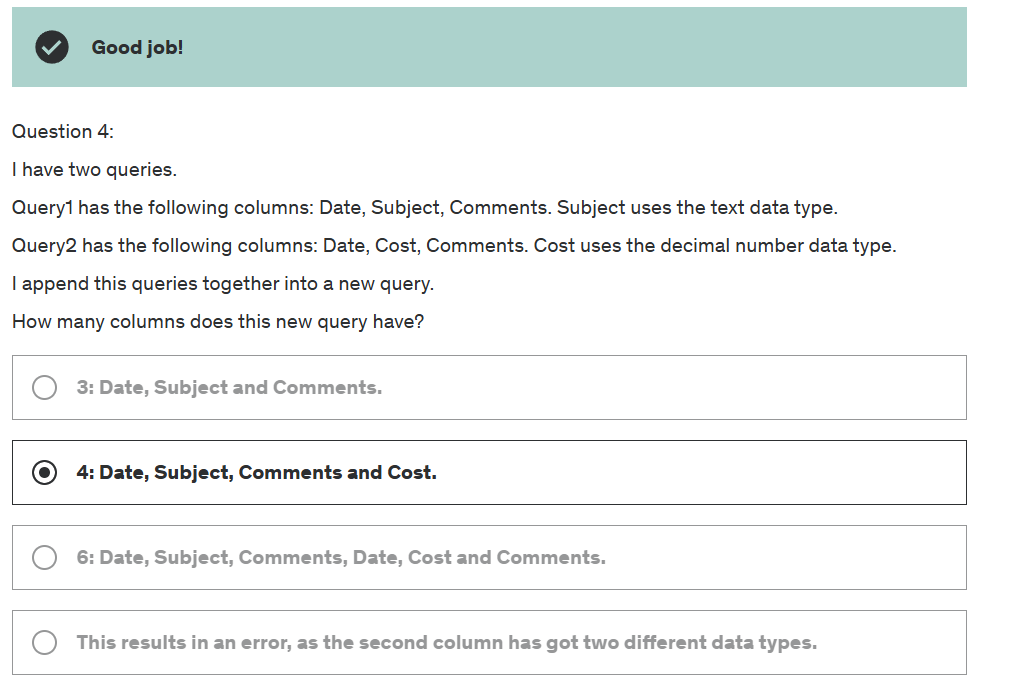 Good job!
Question 4:
I have two queries.
Query1 has the following columns: Date, Subject, Comments. Subject uses the text data type.
Query2 has the following columns: Date, Cost, Comments. Cost uses the decimal number data type.
I append this queries together into a new query.
How many columns does this new query have?
3: Date, Subject and Comments.
4: Date, Subject, Comments and Cost.
6: Date, Subject, Comments, Date, Cost and Comments.
This results in an error, as the second column has got two different data types.